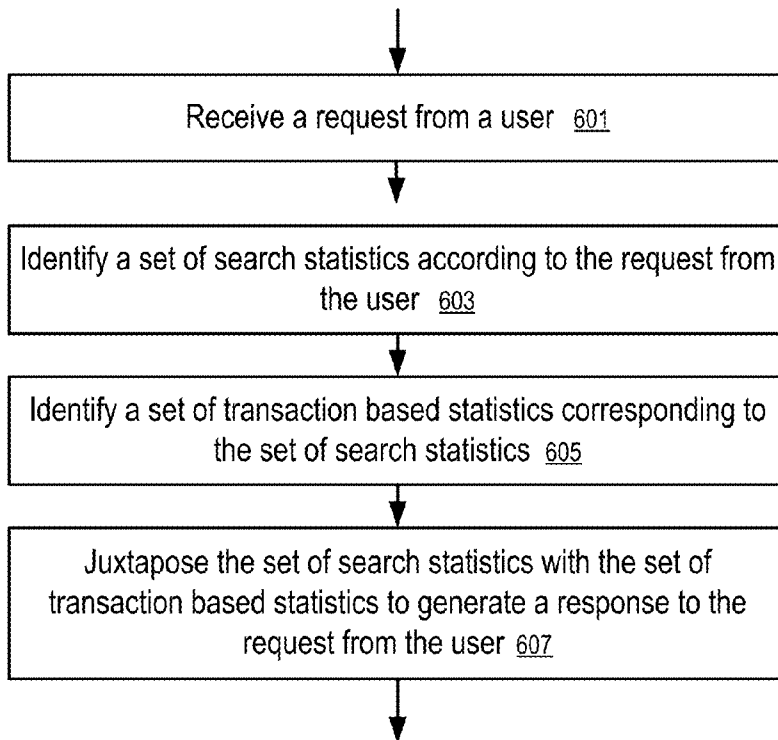 Receive a request from a user 601
Identify a set of search statistics according to the request from
the user 603
Identify a set of transaction based statistics corresponding to
the set of search statistics 605
Juxtapose the set of search statistics with the set of
transaction based statistics to generate a response to the
request from the user 607